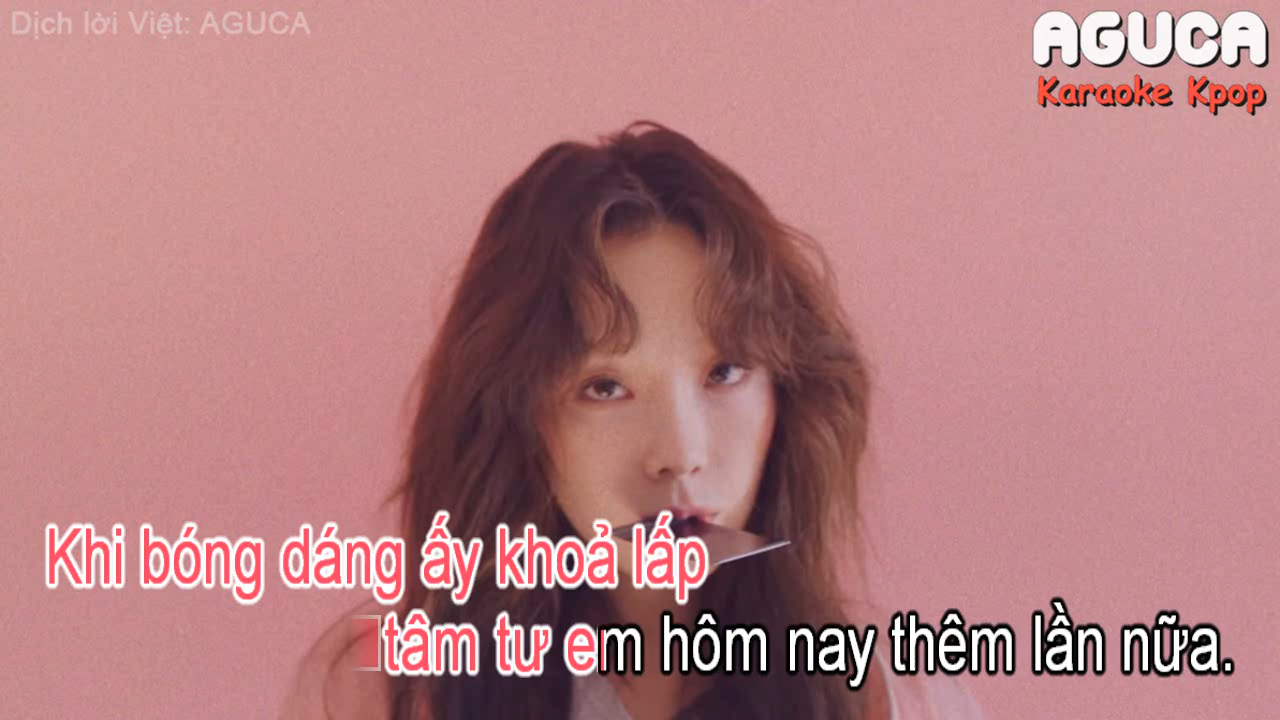 Dịch lời Việt: AGUCA
AGUCA
Karaoke Kpop
Khi bóng dáng ấy khoả lấp
tâm tư em hôm nay thêm lần nữa.